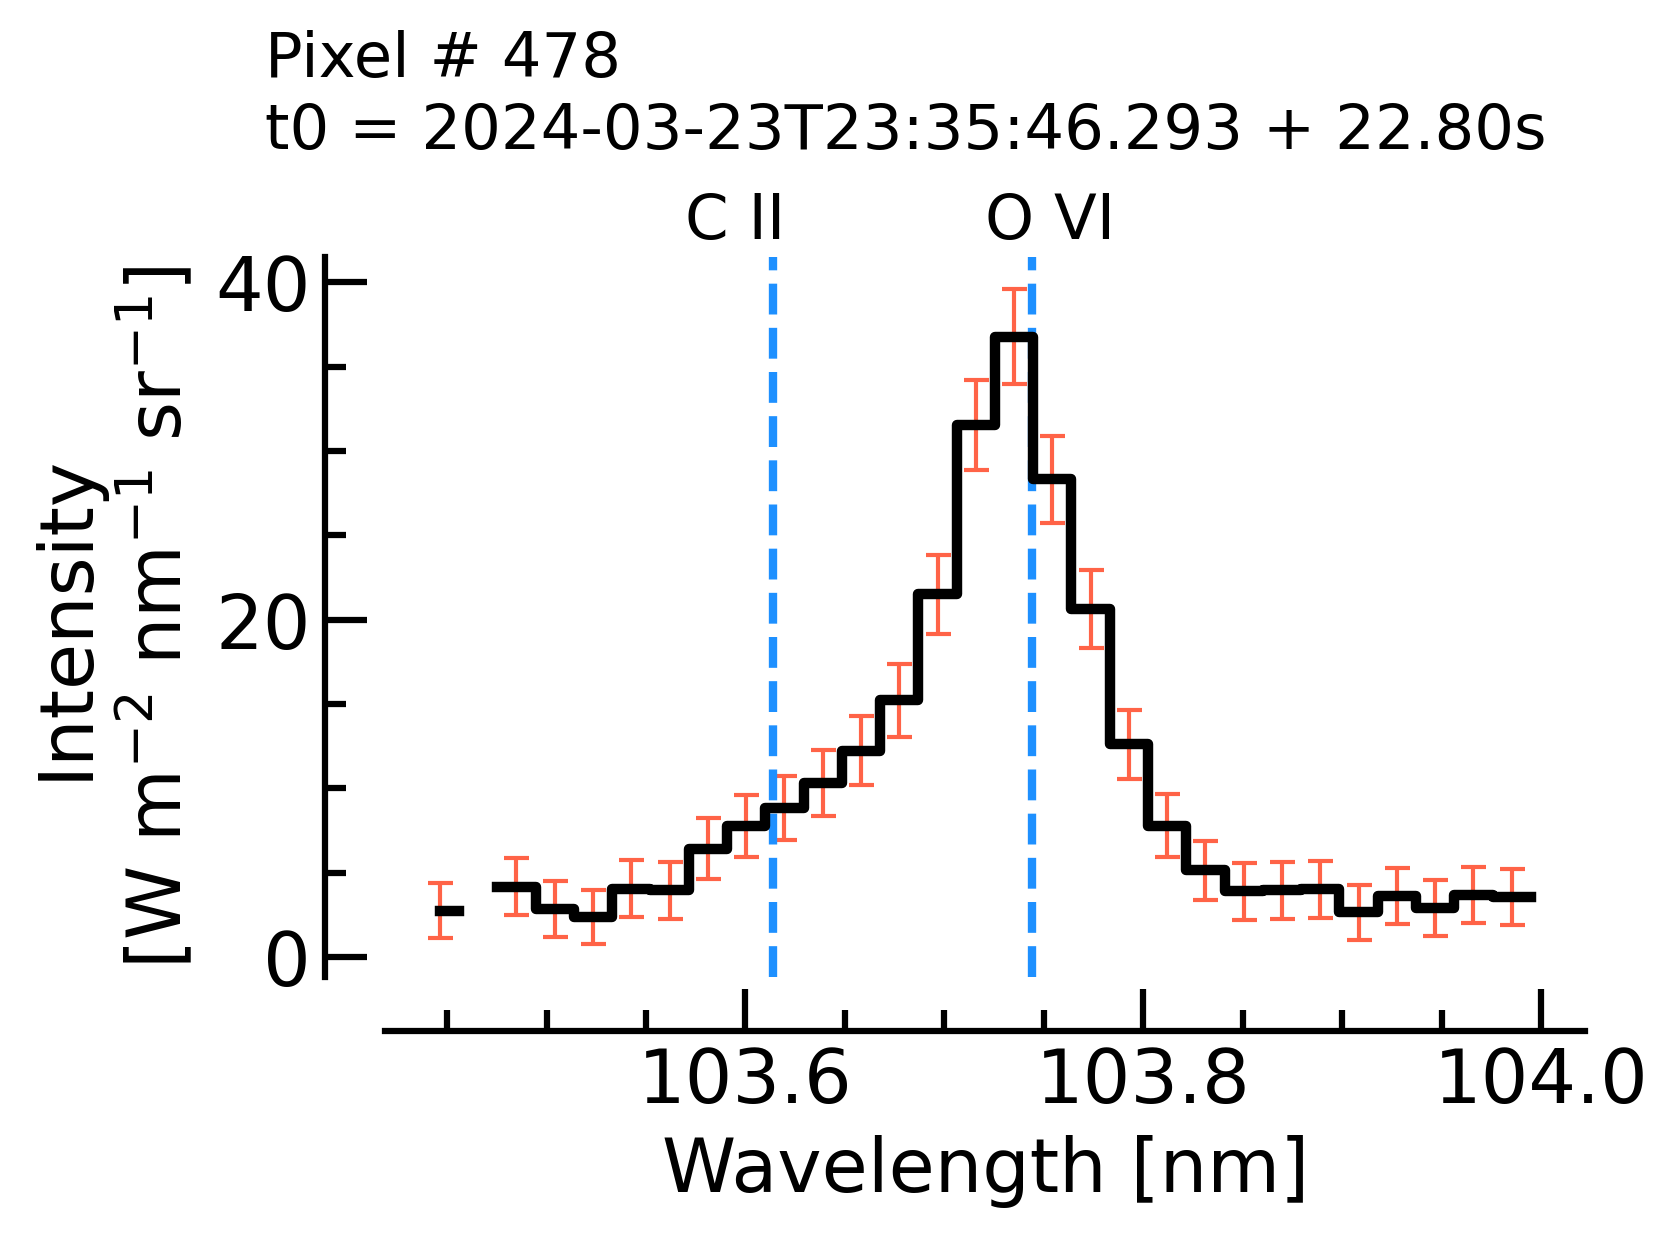 Pixel # 478
t0 = 2024-03-23T23:35:46.293 + 22.80s
C II
O VI
Intensity
[W m⁻² nm⁻¹ sr⁻¹]
40
20
0
103.6
103.8
104.0
Wavelength [nm]